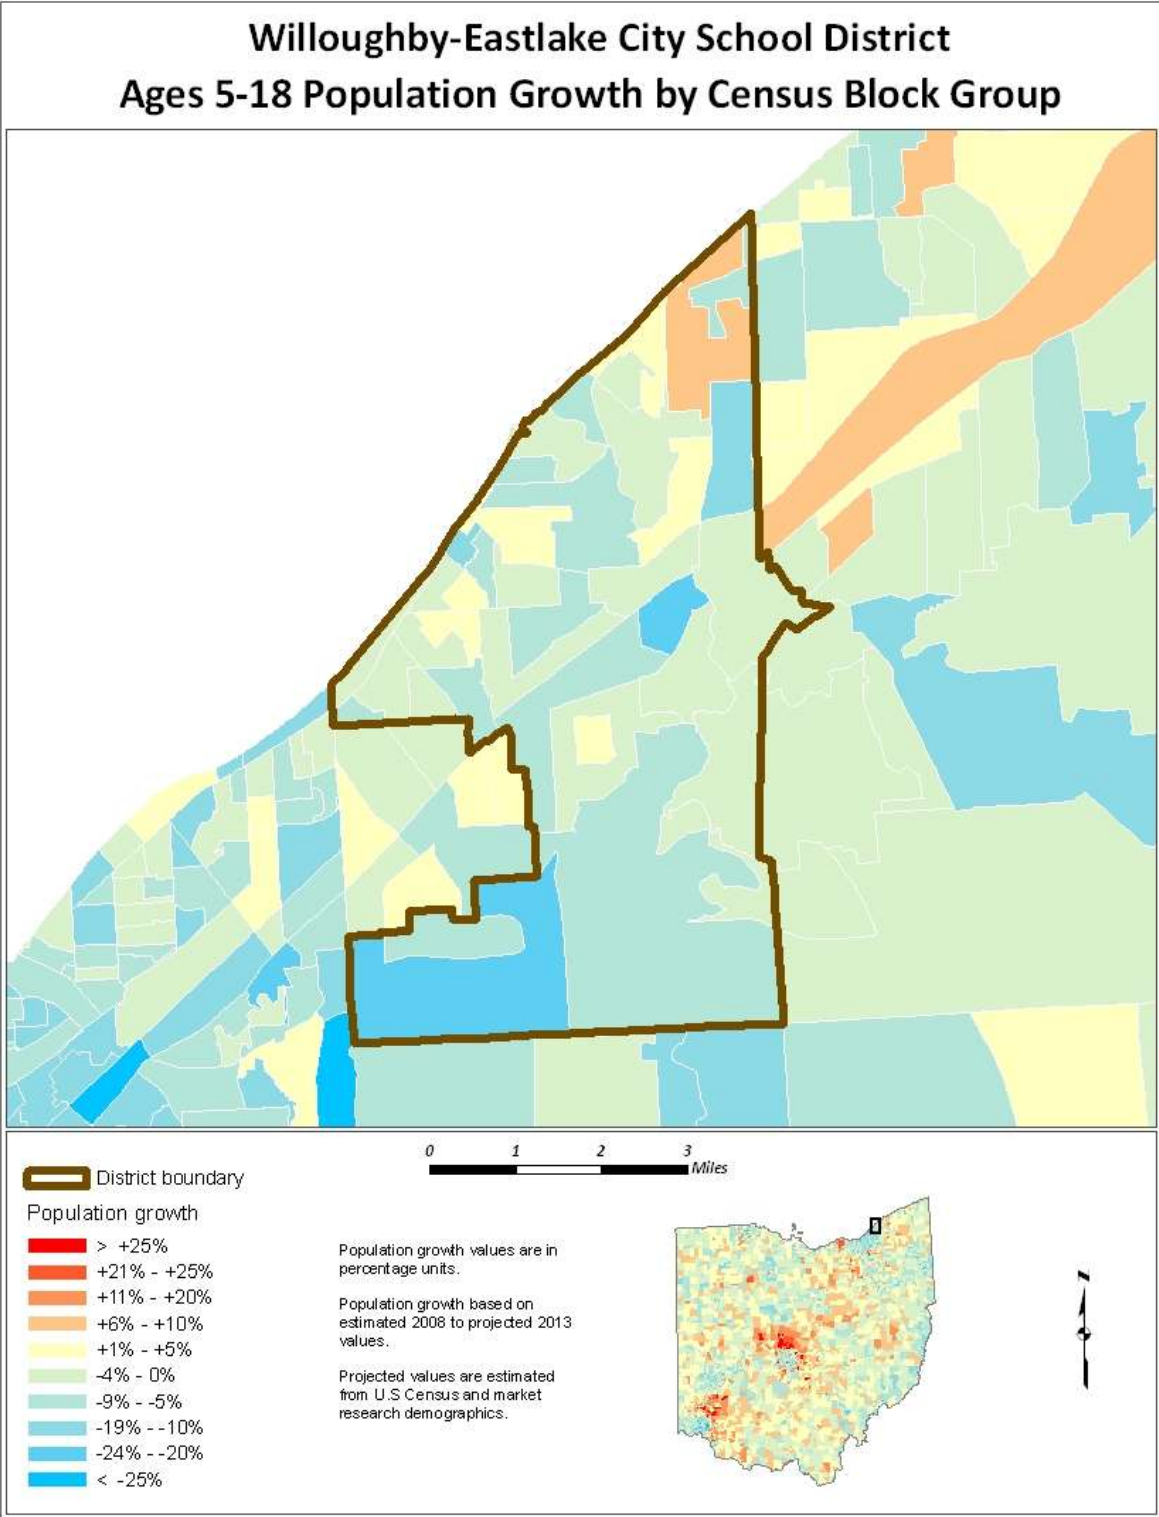 Willoughby-Eastlake City School District
Ages 5-18 Population Growth by Census Block Group
0 1 2 3
Miles
District boundary
Population growth
> +25%
+21% - +25%
+11% - +20%
+6% - +10%
+1% - +5%
-4% - 0%
-9% - -5%
-19% - -10%
-24% - -20%
< -25%
Population growth values are in
percentage units.
Population growth based on
estimated 2008 to projected 2013
values.
Projected values are estimated
from U.S Census and market
research demographics.
N